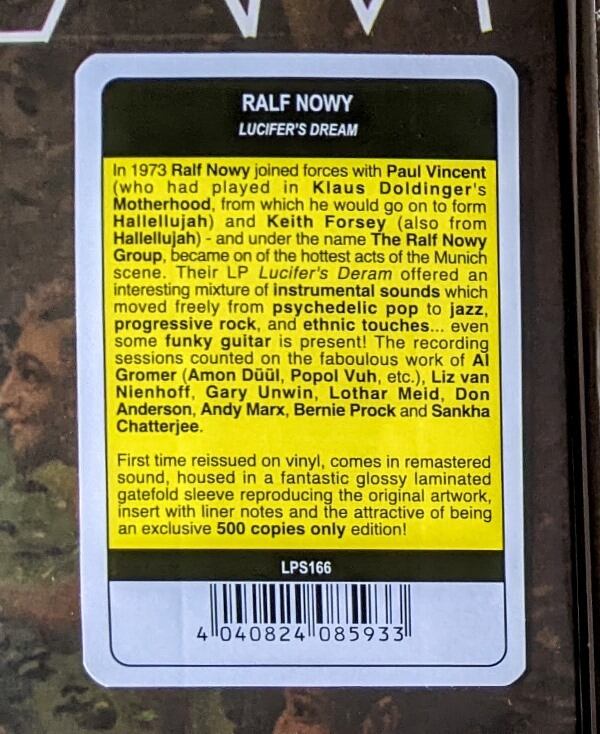 RALF NOWY
LUCIFER'S DREAM
In 1973 Ralf Nowy joined forces with Paul Vincent
(who had played in Klaus Doldinger's
Motherhood, from which he would go on to form
Hallellujah) and Keith Forsey (also from
Hallellujah) - and under the name The Ralf Nowy
Group, became on of the hottest acts of the Munich
scene. Their LP Lucifer's Deram offered an
interesting mixture of instrumental sounds which
moved freely from psychedelic pop to jazz,
progressive rock, and ethnic touches... even
some funky guitar is present! The recording
sessions counted on the faboulous work of Al
Gromer (Amon Düül, Popol Vuh, etc.), Liz van
Nienhoff, Gary Unwin, Lothar Meid, Don
Anderson, Andy Marx, Bernie Prock and Sankha
Chatterjee.
First time reissued on vinyl, comes in remastered
sound, housed in a fantastic glossy laminated
gatefold sleeve reproducing the original artwork,
insert with liner notes and the attractive of being
an exclusive 500 copies only edition!
LPS166
4 040824 085933